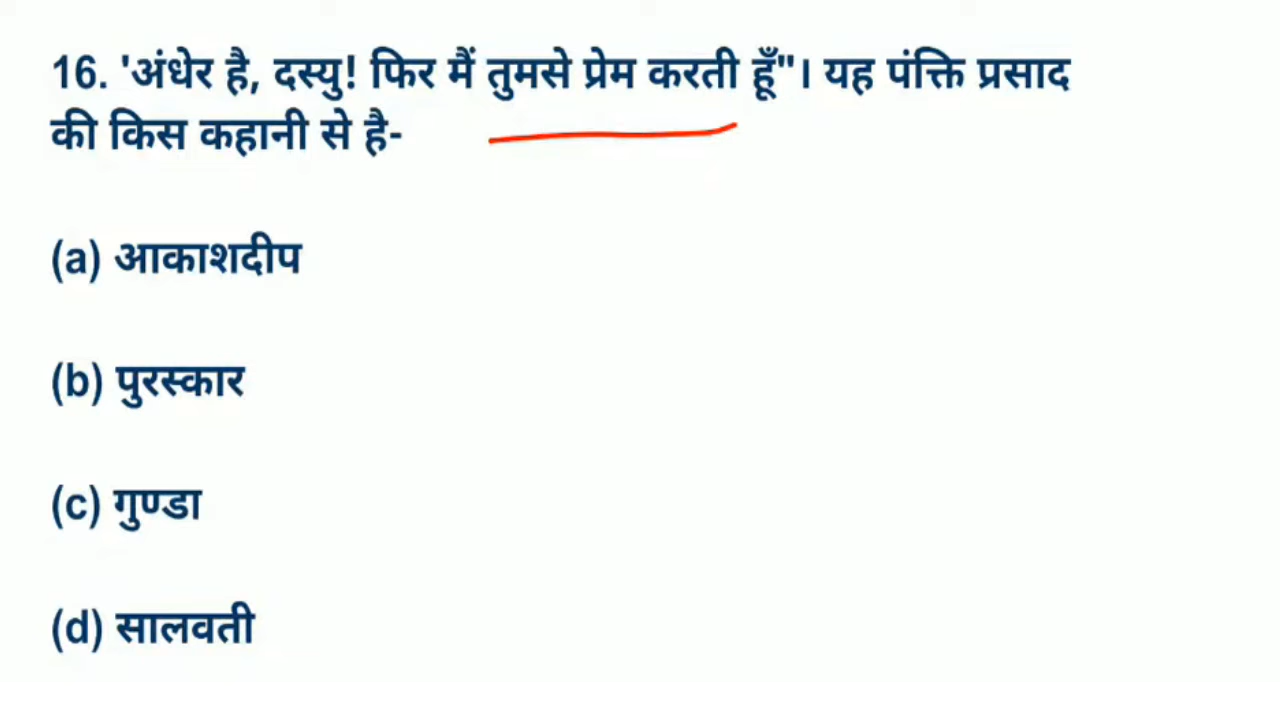 16. 'अंधेर है, दस्यु! फिर मैं तुमसे प्रेम करती हूँ"। यह पंक्ति प्रसाद
की किस कहानी से है-
(a) आकाशदीप
(b) पुरस्कार
(c) गुण्डा
(d) सालवती